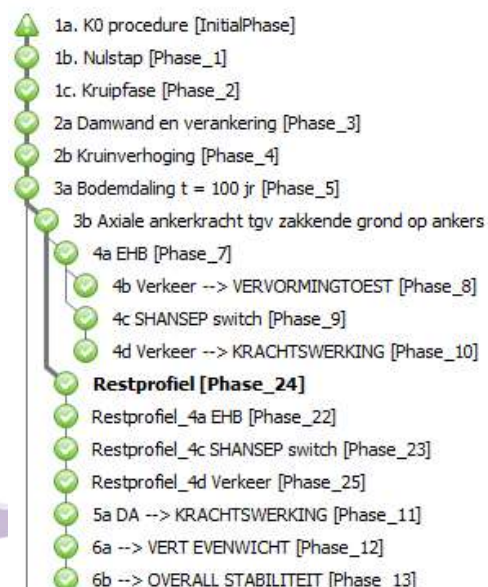 1a. K0 procedure [InitialPhase]
1b. Nulstap [Phase_1]
1c. Kruipfase [Phase_2]
2a Damwand en verankering [Phase_3]
2b Kruinverhoging [Phase_4]
3a Bodemdaling t = 100 jr [Phase_5]
3b Axiale ankerkracht tgv zakkende grond op ankers
4a EHB [Phase_7]
4b Verkeer --> VERVORMINGTOEST [Phase_8]
4c SHANSEP switch [Phase_9]
4d Verkeer --> KRACHTSWERKING [Phase_10]
Restprofiel [Phase_24]
Restprofiel_4a EHB [Phase_22]
Restprofiel_4c SHANSEP switch [Phase_23]
Restprofiel_4d Verkeer [Phase_25]
5a DA --> KRACHTSWERKING [Phase_11]
6a --> VERT EVENWICHT [Phase_12]
6b --> OVERALL STABILITEIT [Phase_13]